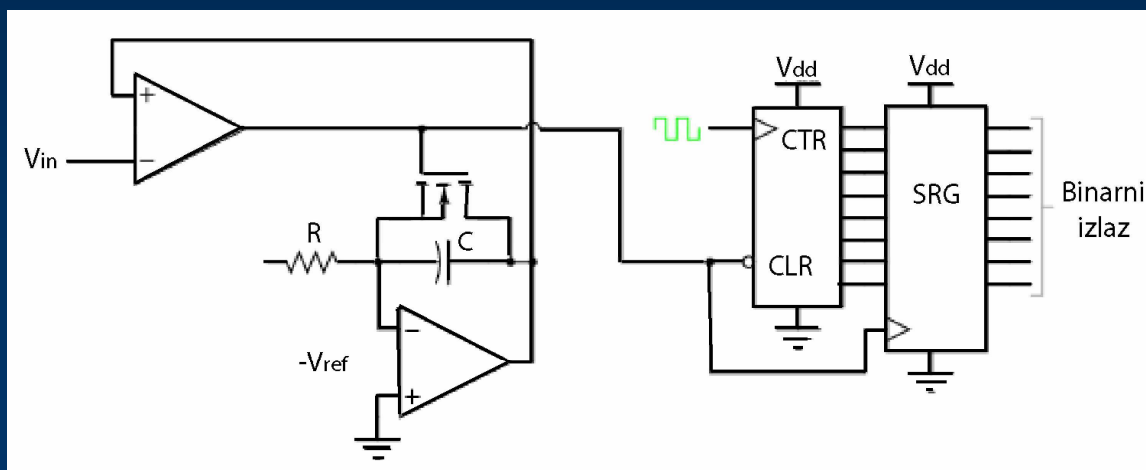 Vdd
Vdd
+
Vin
−
CTR
SRG
Binarni
izlaz
R
C
CLR
−
-Vref
+